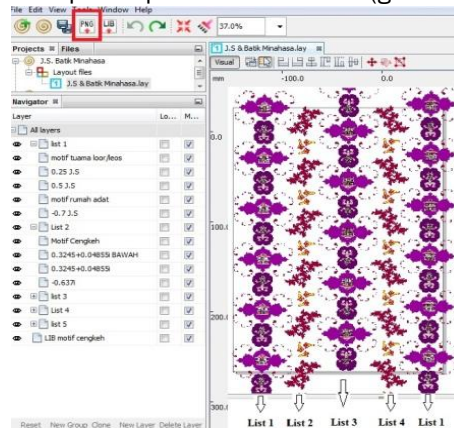 File Edit View Tools Window Help
PNG LIB 37.0%
Projects Files
J.S. Batik Minahasa
Layout files
J.S & Batik Minahasa.lay
J.S & Batik Minahasa.lay
Visual
mm -100.0 0.0
Navigator
Layer Lo... M...
All layers
list 1
motif tuama loor/leos
0.25 J.S
0.5 J.S
motif rumah adat
-0.7 J.S
List 2
Motif Cengkeh
0.3245+0.04855i BAWAH
0.3245+0.04855i
-0.637i
list 3
List 4
list 5
LIB motif cengkeh
0.0
100.0
200.0
300.0
Reset New Group Clone New Layer Delete Layer
List 1 List 2 List 3 List 4 List 1